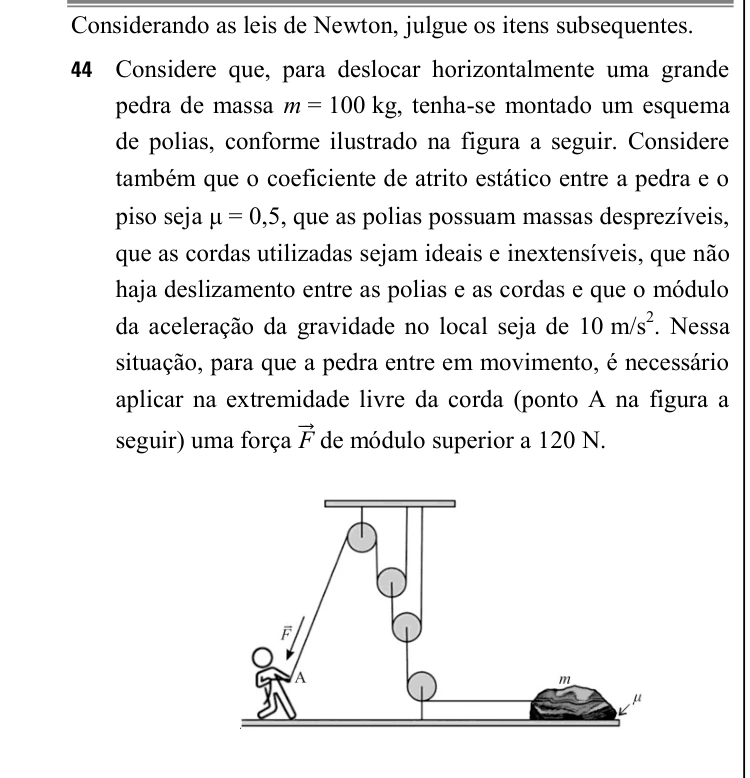 Considerando as leis de Newton, julgue os itens subsequentes.
44 Considere que, para deslocar horizontalmente uma grande
pedra de massa m = 100 kg, tenha-se montado um esquema
de polias, conforme ilustrado na figura a seguir. Considere
também que o coeficiente de atrito estático entre a pedra e o
piso seja μ = 0,5, que as polias possuam massas desprezíveis,
que as cordas utilizadas sejam ideais e inextensíveis, que não
haja deslizamento entre as polias e as cordas e que o módulo
da aceleração da gravidade no local seja de 10 m/s². Nessa
situação, para que a pedra entre em movimento, é necessário
aplicar na extremidade livre da corda (ponto A na figura a
seguir) uma força F⃗ de módulo superior a 120 N.
F⃗
A
m
μ